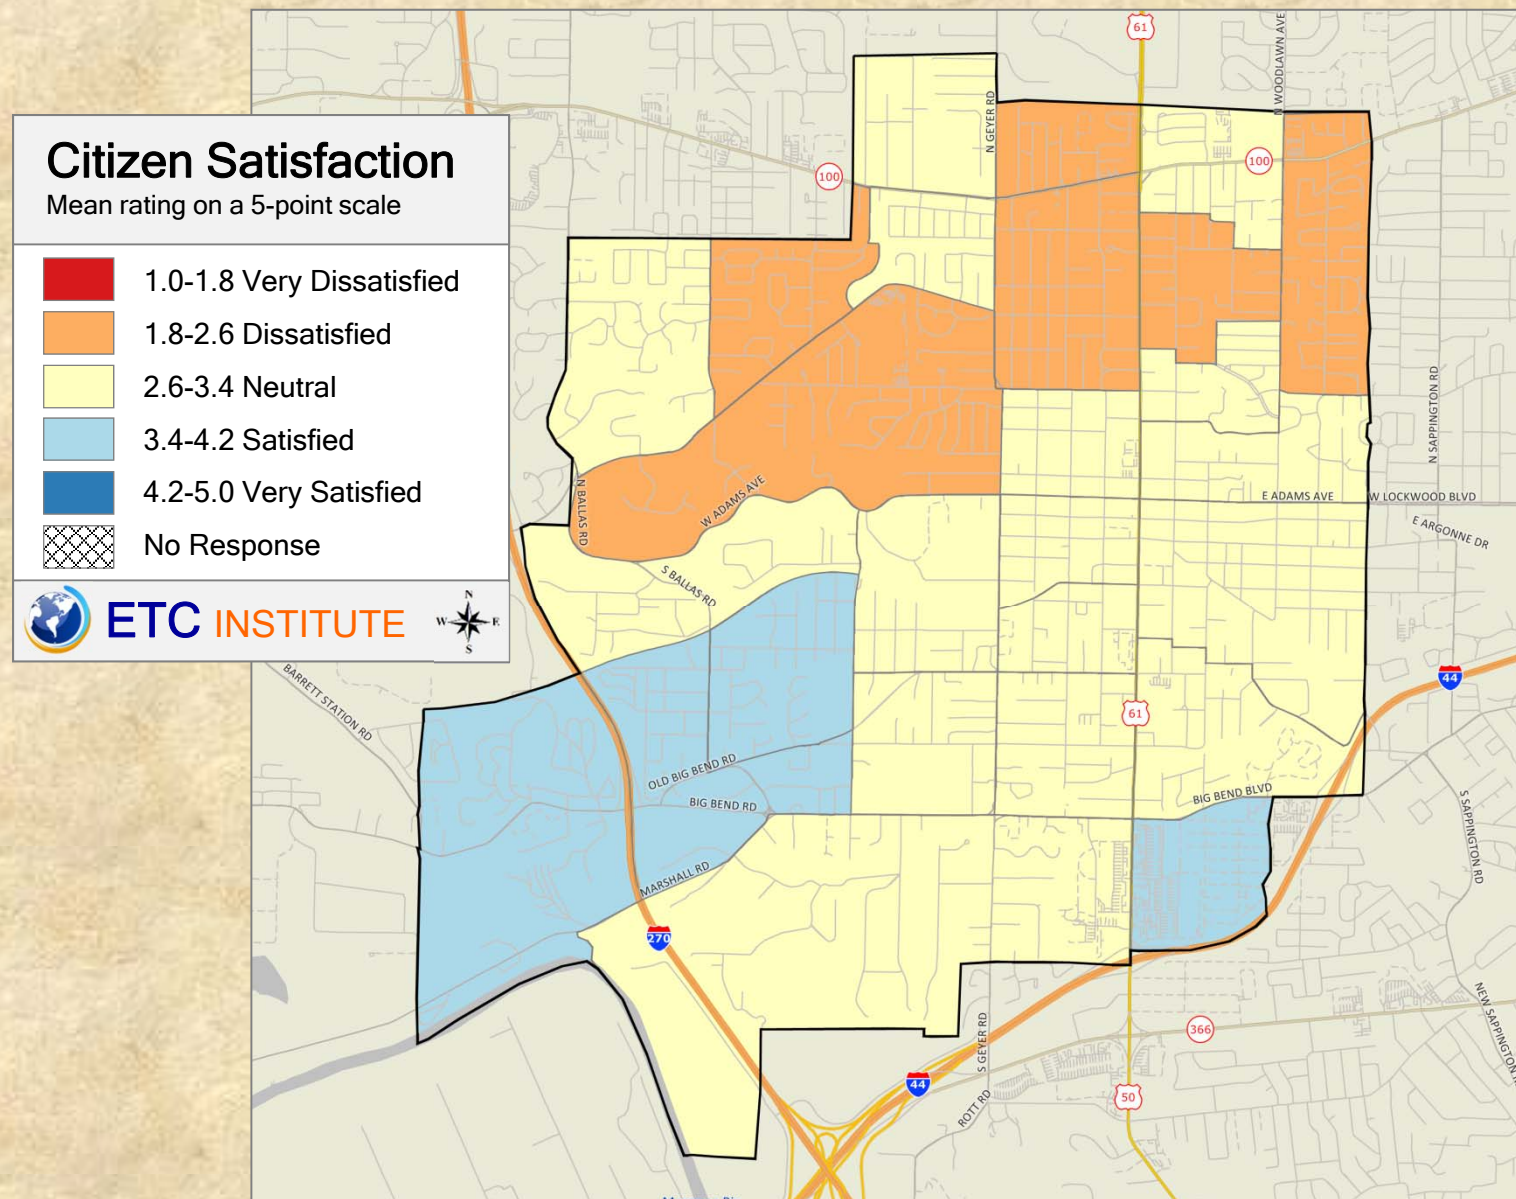 Citizen Satisfaction
Mean rating on a 5-point scale
1.0-1.8 Very Dissatisfied
1.8-2.6 Dissatisfied
2.6-3.4 Neutral
3.4-4.2 Satisfied
4.2-5.0 Very Satisfied
No Response
ETC INSTITUTE
N
W E
S
61
N WOODLAWN AVE
N GEYER RD
100
100
N SAPPINGTON RD
N BALLAS RD
W ADAMS AVE
E ADAMS AVE
W LOCKWOOD BLVD
E ARGONNE DR
S BALLAS RD
BARRETT STATION RD
44
61
OLD BIG BEND RD
BIG BEND RD
BIG BEND BLVD
S SAPPINGTON RD
MARSHALL RD
270
S GEYER RD
366
NEW SAPPINGTON
44
50
ROTT RD